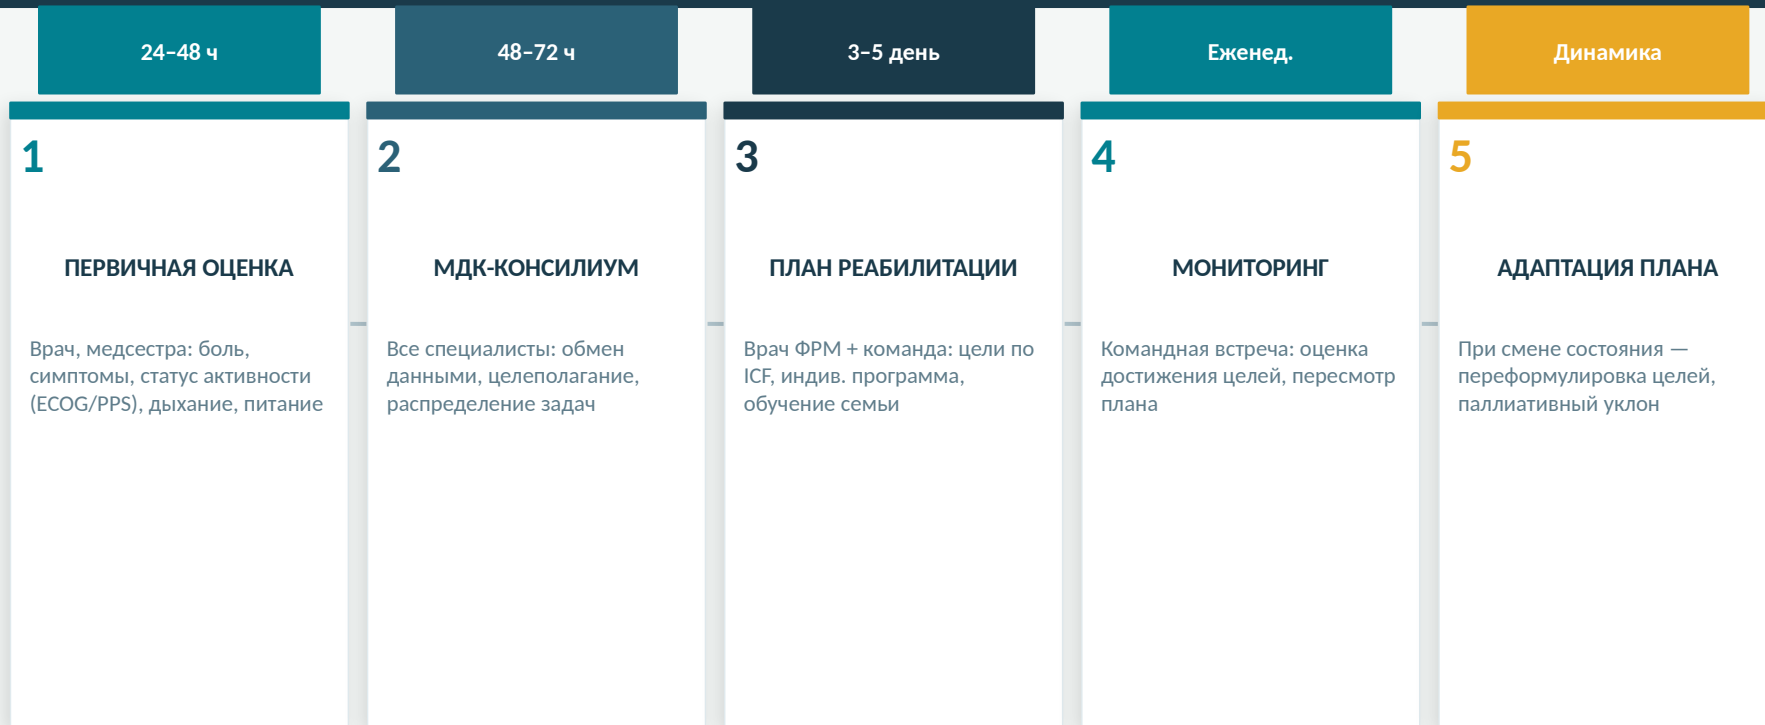 24–48 ч
48–72 ч
3–5 день
Еженед.
Динамика
1
ПЕРВИЧНАЯ ОЦЕНКА
Врач, медсестра: боль,
симптомы, статус активности
(ECOG/PPS), дыхание, питание
2
МДК-КОНСИЛИУМ
Все специалисты: обмен
данными, целеполагание,
распределение задач
3
ПЛАН РЕАБИЛИТАЦИИ
Врач ФРМ + команда: цели по
ICF, индив. программа,
обучение семьи
4
МОНИТОРИНГ
Командная встреча: оценка
достижения целей, пересмотр
плана
5
АДАПТАЦИЯ ПЛАНА
При смене состояния —
переформулировка целей,
паллиативный уклон